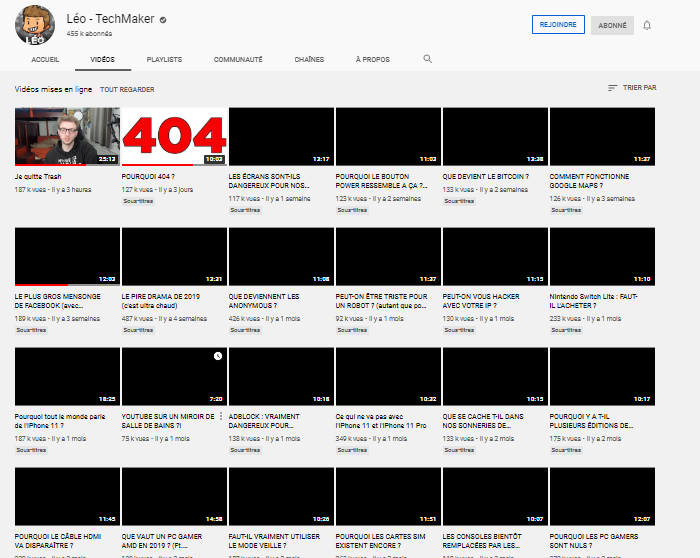 Léo - TechMaker
455 k abonnés
REJOINDRE
ABONNÉ
ACCUEIL VIDÉOS PLAYLISTS COMMUNAUTÉ CHAÎNES À PROPOS
Vidéos mises en ligne TOUT REGARDER
TRIER PAR
LÉO
25:13
404
10:03
12:17
11:03
12:28
11:37
Je quitte Trash
187 k vues • Il y a 3 heures
POURQUOI 404 ?
127 k vues • Il y a 3 jours
Sous-titres
LES ÉCRANS SONT-ILS
DANGEREUX POUR NOS...
117 k vues • Il y a 1 semaine
Sous-titres
POURQUOI LE BOUTON
POWER RESSEMBLE A ÇA ?...
123 k vues • Il y a 2 semaines
Sous-titres
QUE DEVIENT LE BITCOIN ?
133 k vues • Il y a 2 semaines
Sous-titres
COMMENT FONCTIONNE
GOOGLE MAPS ?
126 k vues • Il y a 3 semaines
Sous-titres
12:03
12:31
11:08
11:37
11:15
11:10
LE PLUS GROS MENSONGE
DE FACEBOOK (avec...
189 k vues • Il y a 3 semaines
Sous-titres
LE PIRE DRAMA DE 2019
(c'est ultra chaud)
487 k vues • Il y a 4 semaines
Sous-titres
QUE DEVIENNENT LES
ANONYMOUS ?
426 k vues • Il y a 1 mois
Sous-titres
PEUT-ON ÊTRE TRISTE POUR
UN ROBOT ? (autant que po...
92 k vues • Il y a 1 mois
Sous-titres
PEUT-ON VOUS HACKER
AVEC VOTRE IP ?
130 k vues • Il y a 1 mois
Sous-titres
Nintendo Switch Lite : FAUT-
IL L'ACHETER ?
233 k vues • Il y a 1 mois
Sous-titres
18:25
7:20
10:18
10:32
10:15
10:17
Pourquoi tout le monde parle
de l'iPhone 11 ?
187 k vues • Il y a 1 mois
Sous-titres
YOUTUBE SUR UN MIROIR DE
SALLE DE BAINS ?!
75 k vues • Il y a 1 mois
ADBLOCK : VRAIMENT
DANGEREUX POUR...
138 k vues • Il y a 1 mois
Sous-titres
Ce qui ne va pas avec
l'iPhone 11 et l'iPhone 11 Pro
349 k vues • Il y a 1 mois
Sous-titres
QUE SE CACHE T-IL DANS
NOS SONNERIES DE...
133 k vues • Il y a 2 mois
Sous-titres
POURQUOI Y A T-IL
PLUSIEURS ÉDITIONS DE...
175 k vues • Il y a 2 mois
Sous-titres
11:45
14:58
10:26
11:51
10:07
12:07
POURQUOI LE CÂBLE HDMI
VA DISPARAÎTRE ?
QUE VAUT UN PC GAMER
AMD EN 2019 ? (Ft....
FAUT-IL VRAIMENT UTILISER
LE MODE VEILLE ?
POURQUOI LES CARTES SIM
EXISTENT ENCORE ?
LES CONSOLES BIENTÔT
REMPLACÉES PAR LES...
POURQUOI LES PC GAMERS
SONT NULS ?